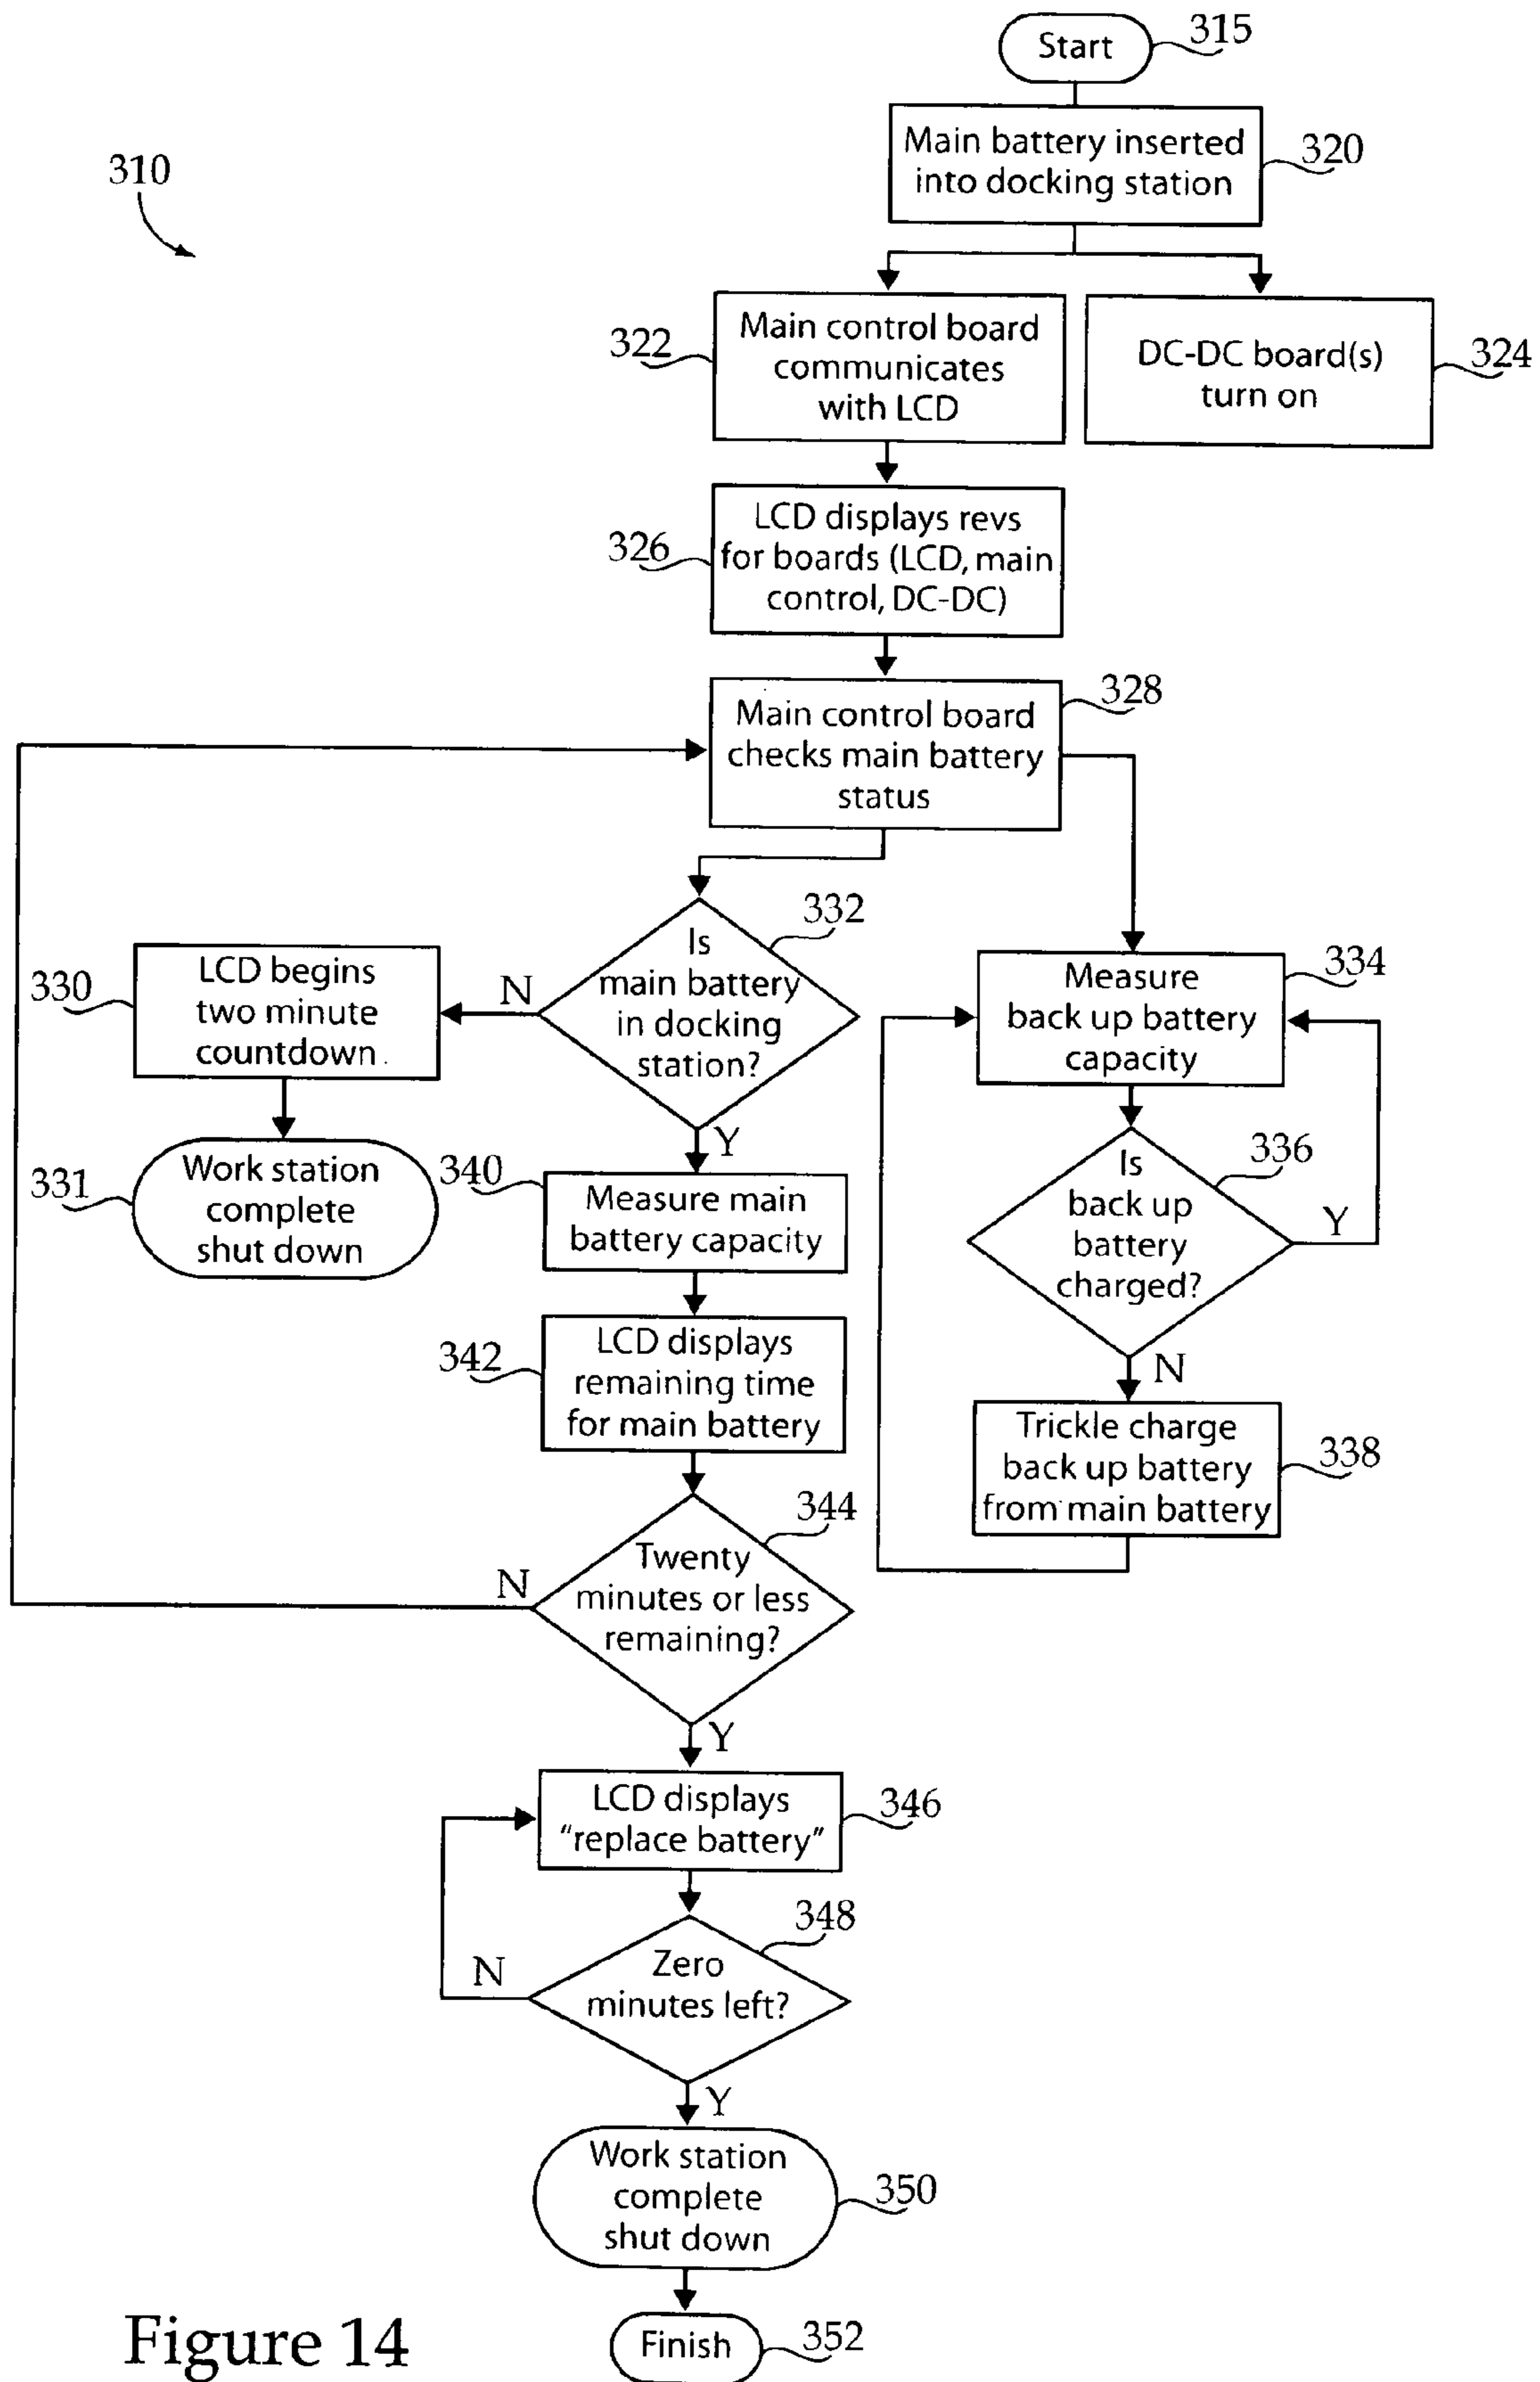 Start
315
Main battery inserted
into docking station
320
310
Main control board
communicates
with LCD
322
DC-DC board(s)
turn on
324
LCD displays revs
for boards (LCD, main
control, DC-DC)
326
Main control board
checks main battery
status
328
Is
main battery
in docking
station?
332
N
Y
LCD begins
two minute
countdown
330
Work station
complete
shut down
331
Measure
back up battery
capacity
334
Is
back up
battery
charged?
336
Y
N
Trickle charge
back up battery
from main battery
338
340
Measure main
battery capacity
LCD displays
remaining time
for main battery
342
Twenty
minutes or less
remaining?
344
N
Y
LCD displays
“replace battery”
346
Zero
minutes left?
348
N
Y
Work station
complete
shut down
350
Finish
352
Figure 14